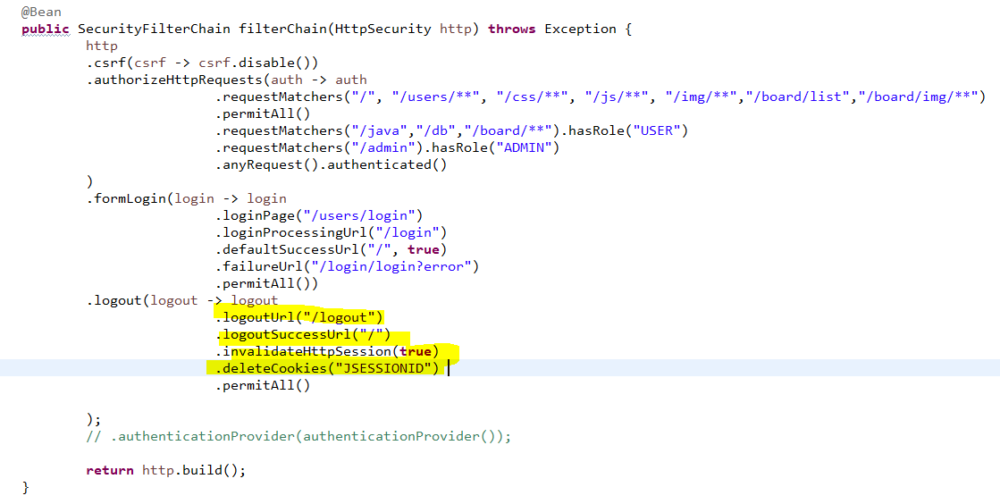 @Bean
public SecurityFilterChain filterChain(HttpSecurity http) throws Exception {
http
.csrf(csrf -> csrf.disable())
.authorizeHttpRequests(auth -> auth
.requestMatchers("/", "/users/**", "/css/**", "/js/**", "/img/**","/board/list","/board/img/**")
.permitAll()
.requestMatchers("/java","/db","/board/**").hasRole("USER")
.requestMatchers("/admin").hasRole("ADMIN")
.anyRequest().authenticated()
)
.formLogin(login -> login
.loginPage("/users/login")
.loginProcessingUrl("/login")
.defaultSuccessUrl("/", true)
.failureUrl("/login/login?error")
.permitAll())
.logout(logout -> logout
.logoutUrl("/logout")
.logoutSuccessUrl("/")
.invalidateHttpSession(true)
.deleteCookies("JSESSIONID")
.permitAll()
);
// .authenticationProvider(authenticationProvider());
return http.build();
}